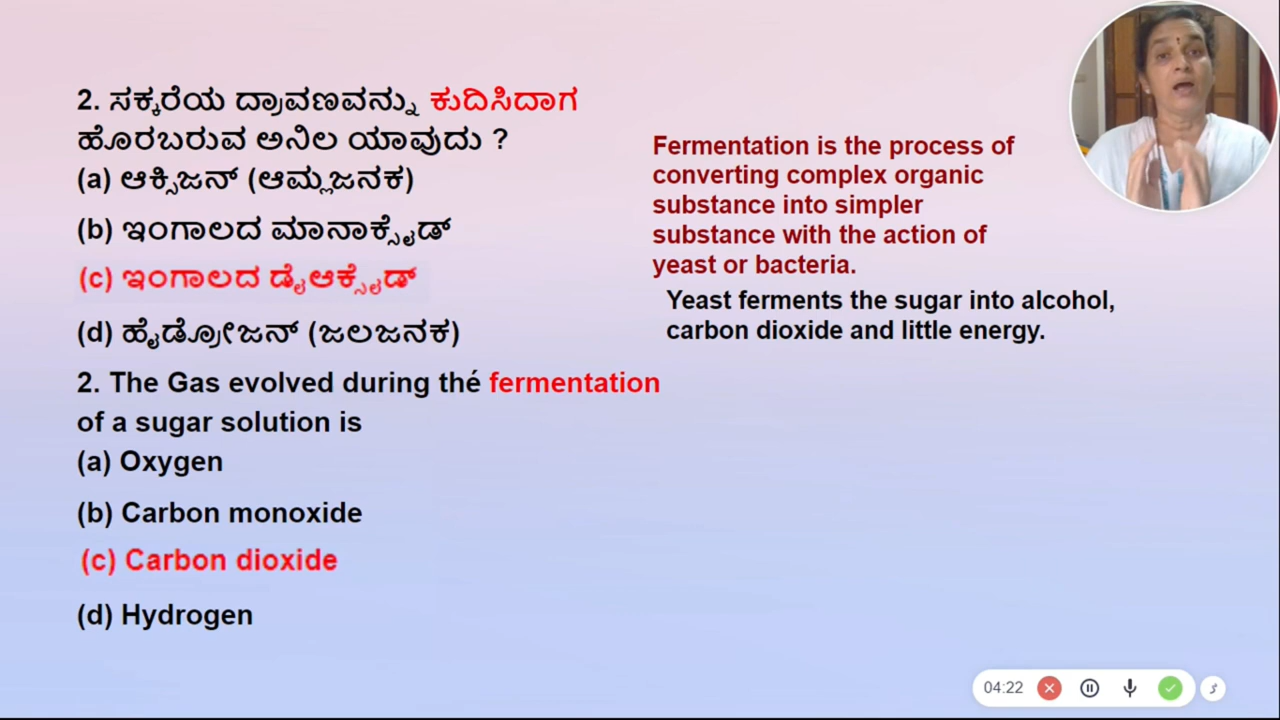 2. ಸಕ್ಕರೆಯ ದ್ರಾವಣವನ್ನು ಕುದಿಸಿದಾಗ
ಹೊರಬರುವ ಅನಿಲ ಯಾವುದು ?
(a) ಆಕ್ಸಿಜನ್ (ಆಮ್ಲಜನಕ)
(b) ಇಂಗಾಲದ ಮಾನಾಕ್ಸೈಡ್
(c) ಇಂಗಾಲದ ಡೈಆಕ್ಸೈಡ್
(d) ಹೈಡ್ರೋಜನ್ (ಜಲಜನಕ)
2. The Gas evolved during thé fermentation
of a sugar solution is
(a) Oxygen
(b) Carbon monoxide
(c) Carbon dioxide
(d) Hydrogen
Fermentation is the process of
converting complex organic
substance into simpler
substance with the action of
yeast or bacteria.
Yeast ferments the sugar into alcohol,
carbon dioxide and little energy.
04:22